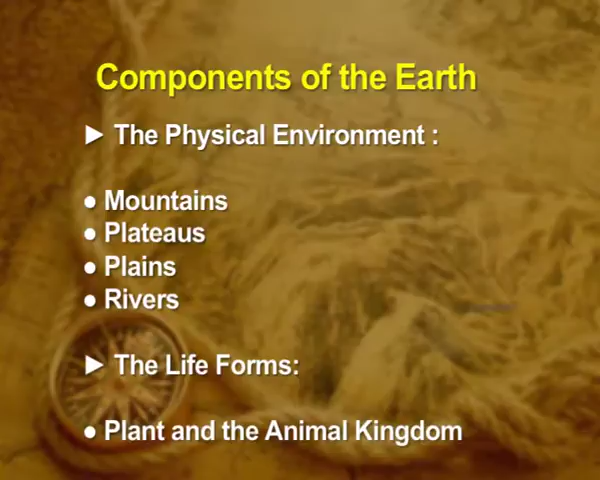 Components of the Earth
► The Physical Environment :
● Mountains
● Plateaus
● Plains
● Rivers
► The Life Forms:
● Plant and the Animal Kingdom